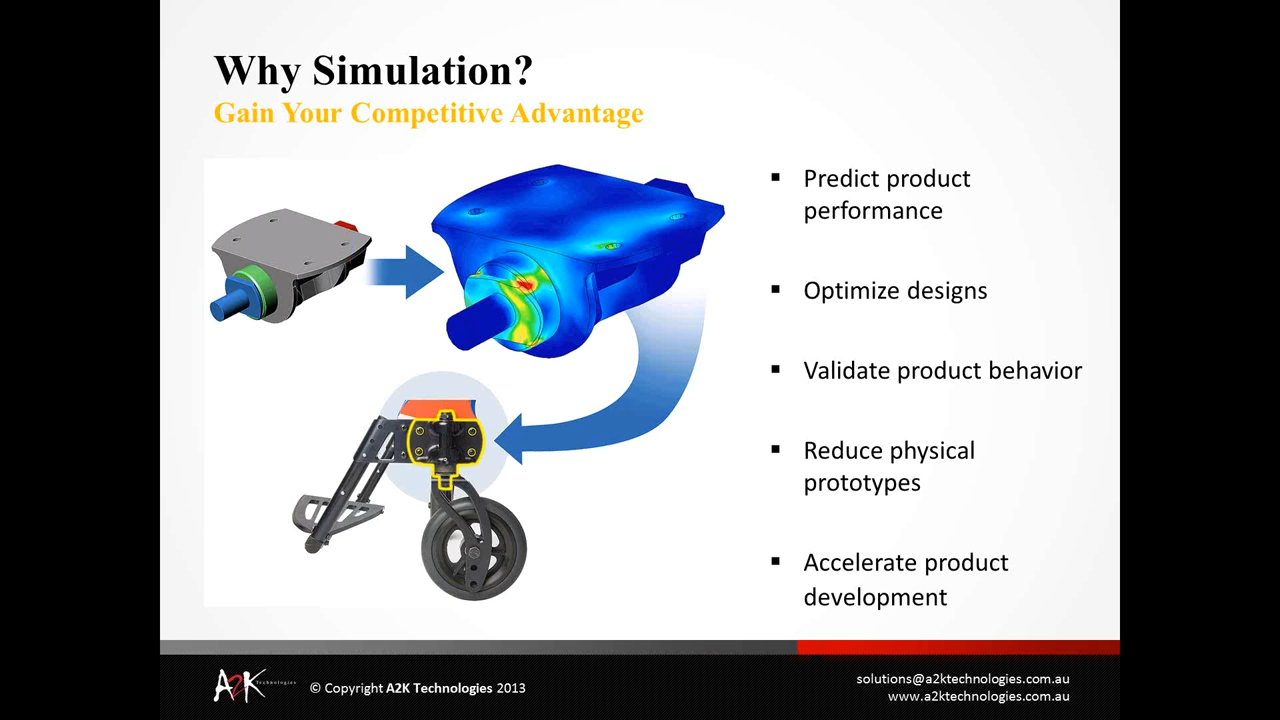 Why Simulation?
Gain Your Competitive Advantage
▪ Predict product
performance
▪ Optimize designs
▪ Validate product behavior
▪ Reduce physical
prototypes
▪ Accelerate product
development
A2K Technologies
© Copyright A2K Technologies 2013
solutions@a2ktechnologies.com.au
www.a2ktechnologies.com.au